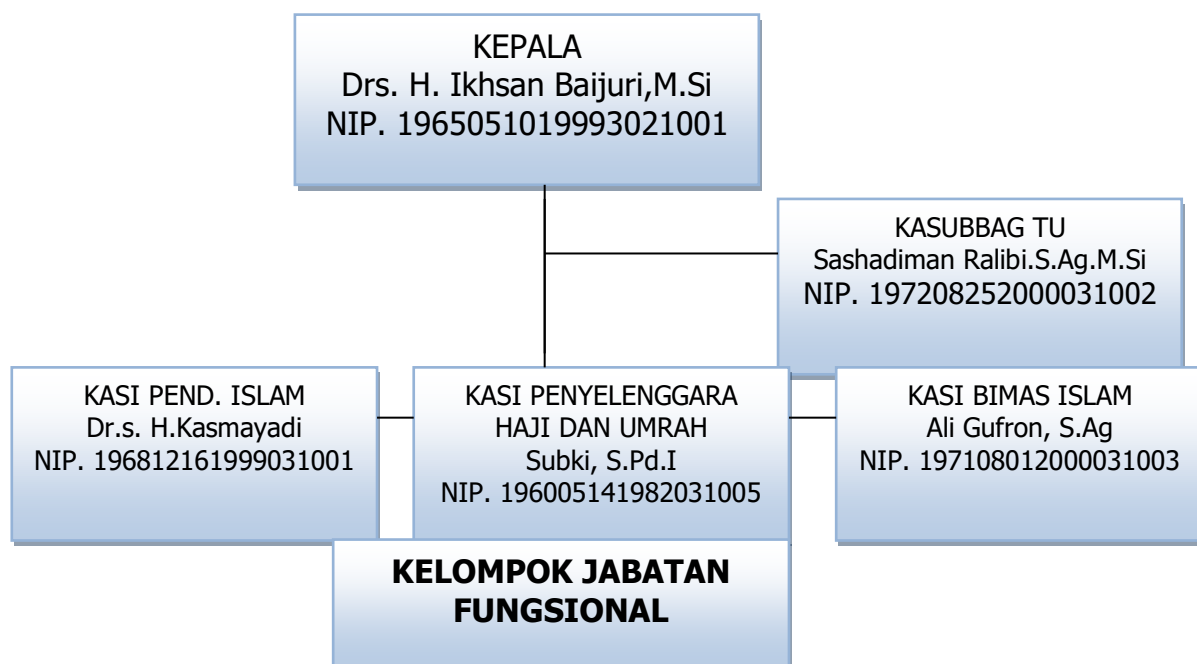 KEPALA
Drs. H. Ikhsan Baijuri,M.Si
NIP. 1965051019993021001
KASUBBAG TU
Sashadiman Ralibi.S.Ag.M.Si
NIP. 197208252000031002
KASI PEND. ISLAM
Dr.s. H.Kasmayadi
NIP. 196812161999031001
KASI PENYELENGGARA
HAJI DAN UMRAH
Subki, S.Pd.I
NIP. 196005141982031005
KASI BIMAS ISLAM
Ali Gufron, S.Ag
NIP. 197108012000031003
KELOMPOK JABATAN
FUNGSIONAL